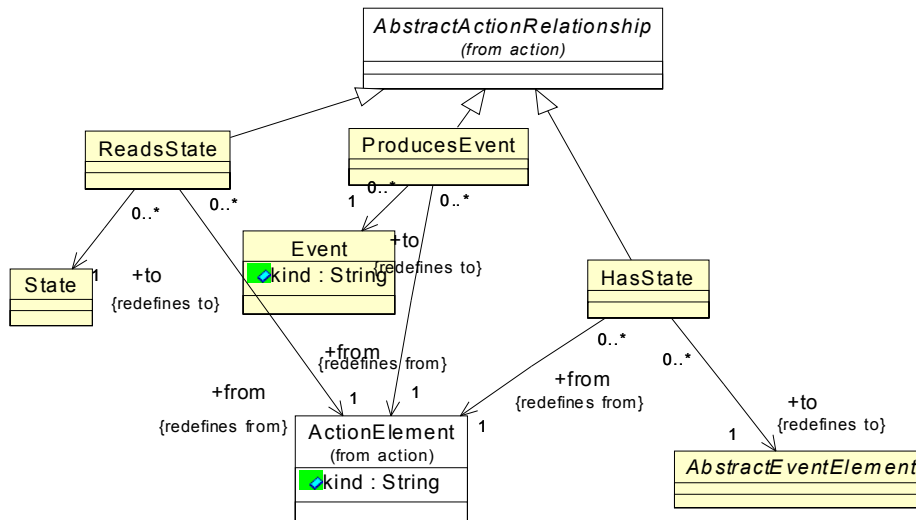 AbstractActionRelationship
(from action)
ReadsState
ProducesEvent
0..*
0..*
1
0..*
0..*
Event
kind : String
+to
{redefines to}
State
1
+to
{redefines to}
HasState
0..*
0..*
+from
{redefines from}
+from
{redefines from}
1
1
+from
{redefines from}
1
+to
{redefines to}
1
ActionElement
(from action)
kind : String
AbstractEventElement